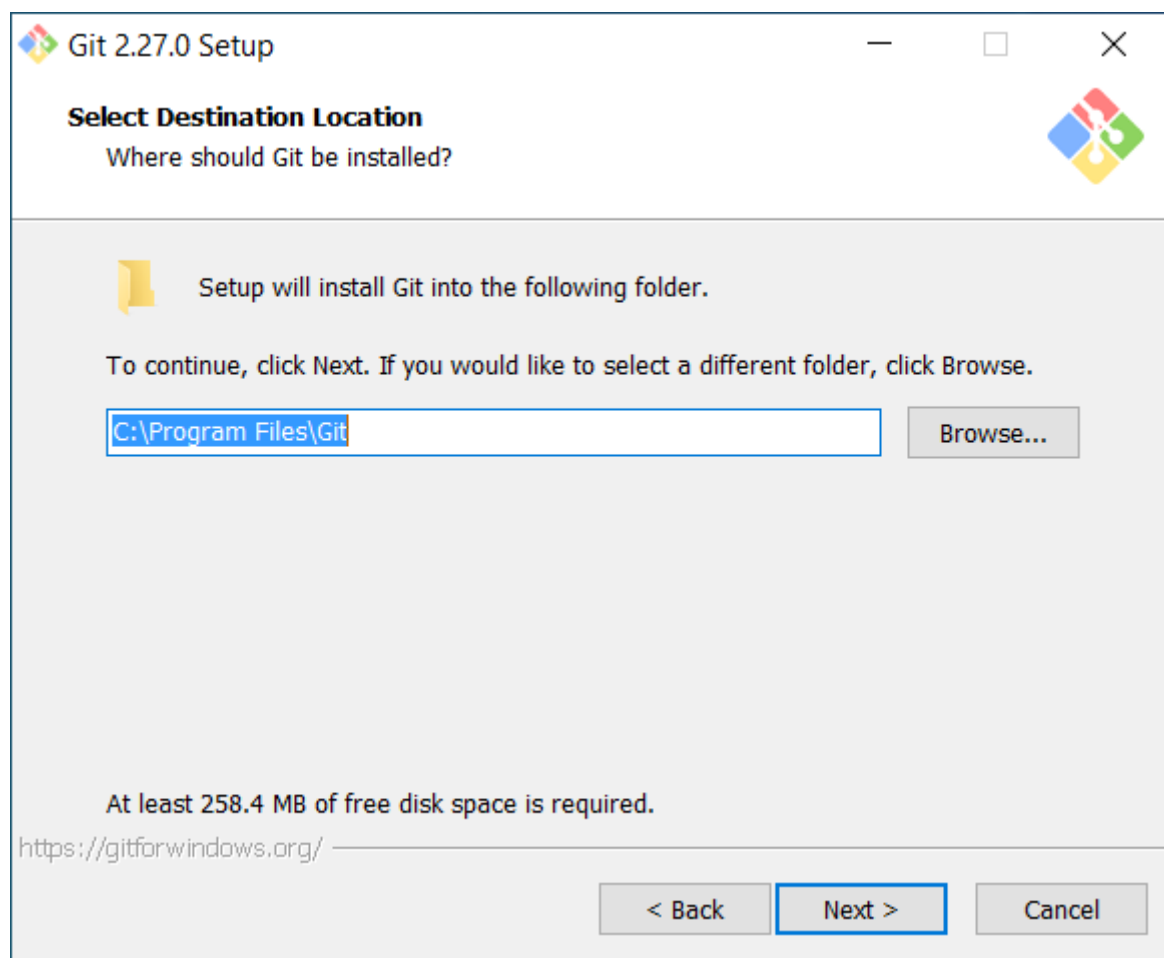 Git 2.27.0 Setup
Select Destination Location
Where should Git be installed?
Setup will install Git into the following folder.
To continue, click Next. If you would like to select a different folder, click Browse.
C:\Program Files\Git
Browse...
At least 258.4 MB of free disk space is required.
https://gitforwindows.org/
< Back
Next >
Cancel